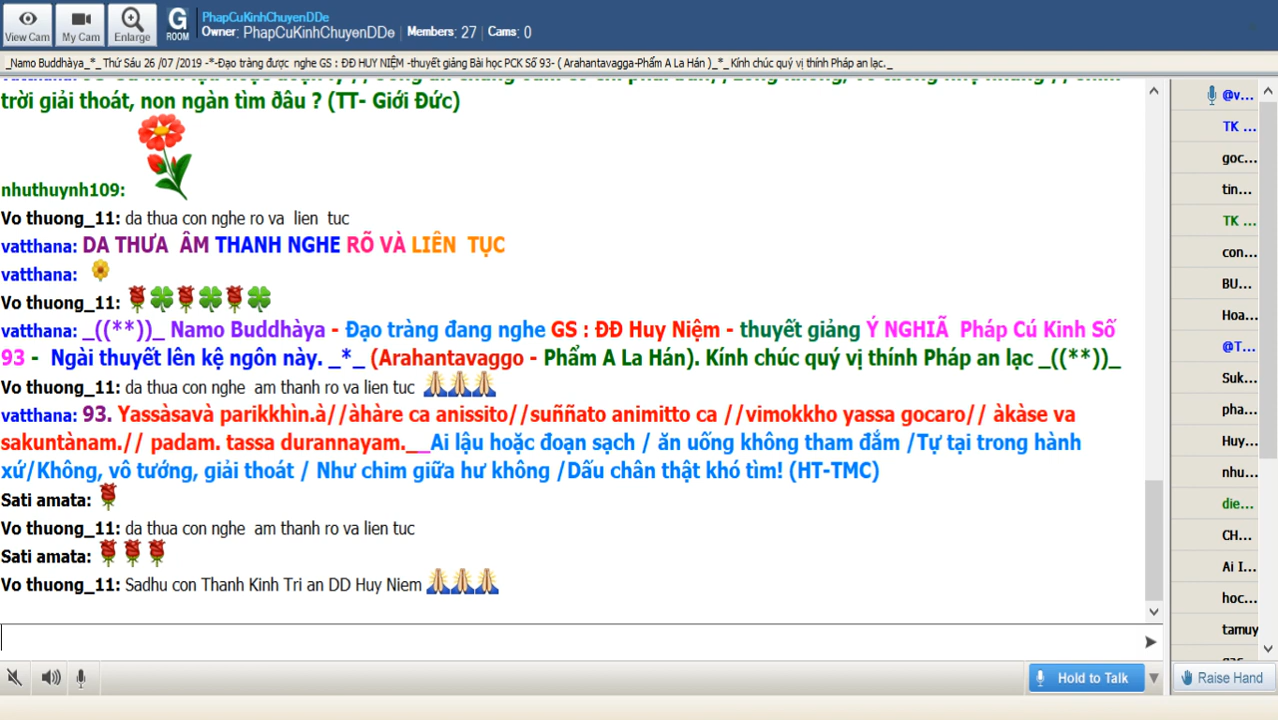 PhapCuKinhChuyenDDe
G ROOM Owner: PhapCuKinhChuyenDDe Members: 27 Cams: 0
View Cam My Cam Enlarge
_Namo Buddhàya_*_ Thứ Sáu 26 /07 /2019 -*-Đạo tràng được nghe GS : ĐĐ HUY NIỆM -thuyết giảng Bài học PCK Số 93- ( Arahantavagga-Phẩm A La Hán )_*_Kính chúc quý vị thính Pháp an lạc._
trời giải thoát, non ngàn tìm đâu ? (TT- Giới Đức)
nhuthuynh109:
Vo thuong_11: da thua con nghe ro va lien tuc
vatthana: DA THƯA ÂM THANH NGHE RÕ VÀ LIÊN TỤC
vatthana:
Vo thuong_11:
vatthana: _((**))_ Namo Buddhàya - Đạo tràng đang nghe GS : ĐĐ Huy Niệm - thuyết giảng Ý NGHIÃ Pháp Cú Kinh Số
93 - Ngài thuyết lên kệ ngôn này. _*_ (Arahantavaggo - Phẩm A La Hán). Kính chúc quý vị thính Pháp an lạc _((**))_
Vo thuong_11: da thua con nghe am thanh ro va lien tuc
vatthana: 93. Yassàsavà parikkhìn.à//àhàre ca anissito//suññato animitto ca //vimokkho yassa gocaro// àkàse va
sakuntànam.// padam. tassa durannayam.__Ai lậu hoặc đoạn sạch / ăn uống không tham đắm /Tự tại trong hành
xứ/Không, vô tướng, giải thoát / Như chim giữa hư không /Dấu chân thật khó tìm! (HT-TMC)
Sati amata:
Vo thuong_11: da thua con nghe am thanh ro va lien tuc
Sati amata:
Vo thuong_11: Sadhu con Thanh Kinh Tri an DD Huy Niem
@v...
TK ...
goc...
tin...
TK ...
con...
BU...
Hoa...
@T...
Suk...
pha...
Huy...
nhu...
die...
CH...
Ai I...
hoc...
tamuy
Hold to Talk
Raise Hand